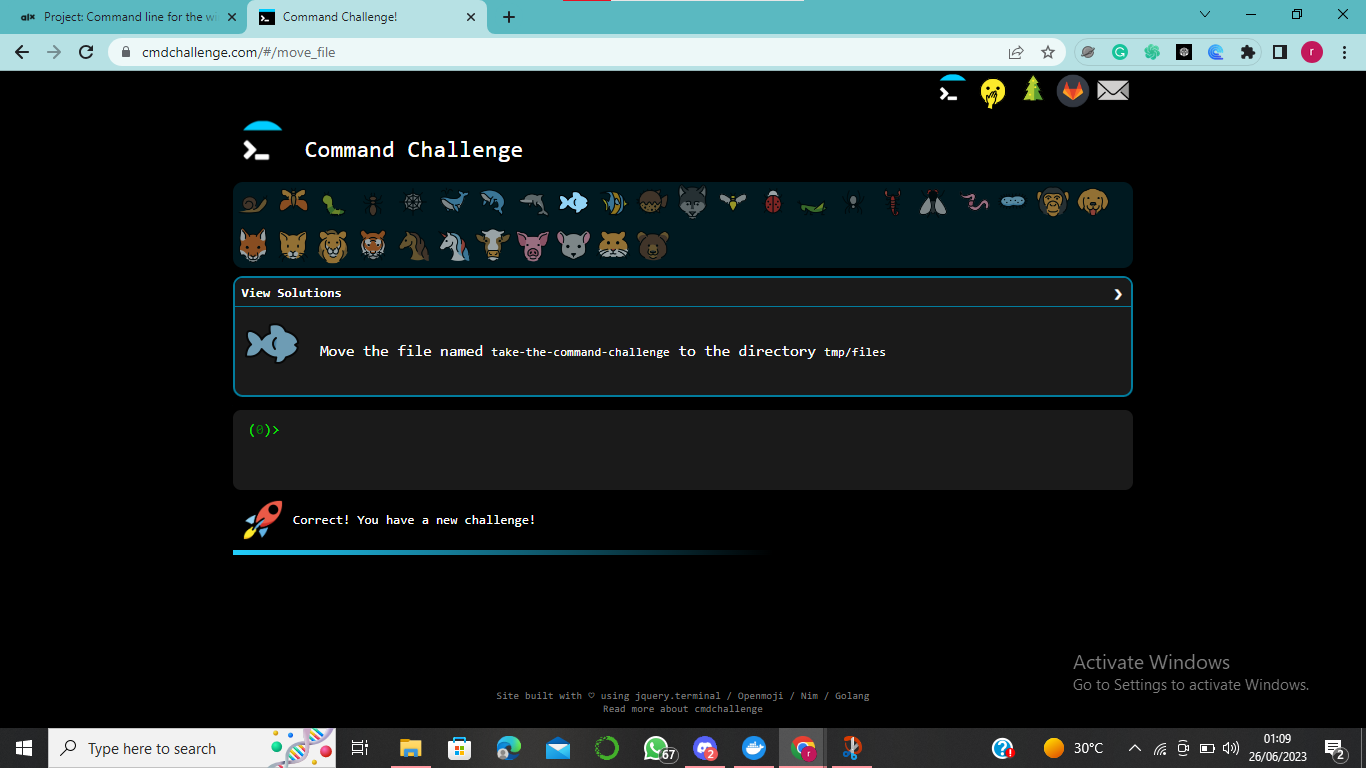 alx Project: Command line for the wi
Command Challenge!
cmdchallenge.com/#/move_file
r
Command Challenge
View Solutions
Move the file named take-the-command-challenge to the directory tmp/files
(0)>
Correct! You have a new challenge!
Activate Windows
Go to Settings to activate Windows.
Site built with ♡ using jquery.terminal / Openmoji / Nim / Golang
Read more about cmdchallenge
Type here to search
67
2
r
30°C
01:09
26/06/2023
2